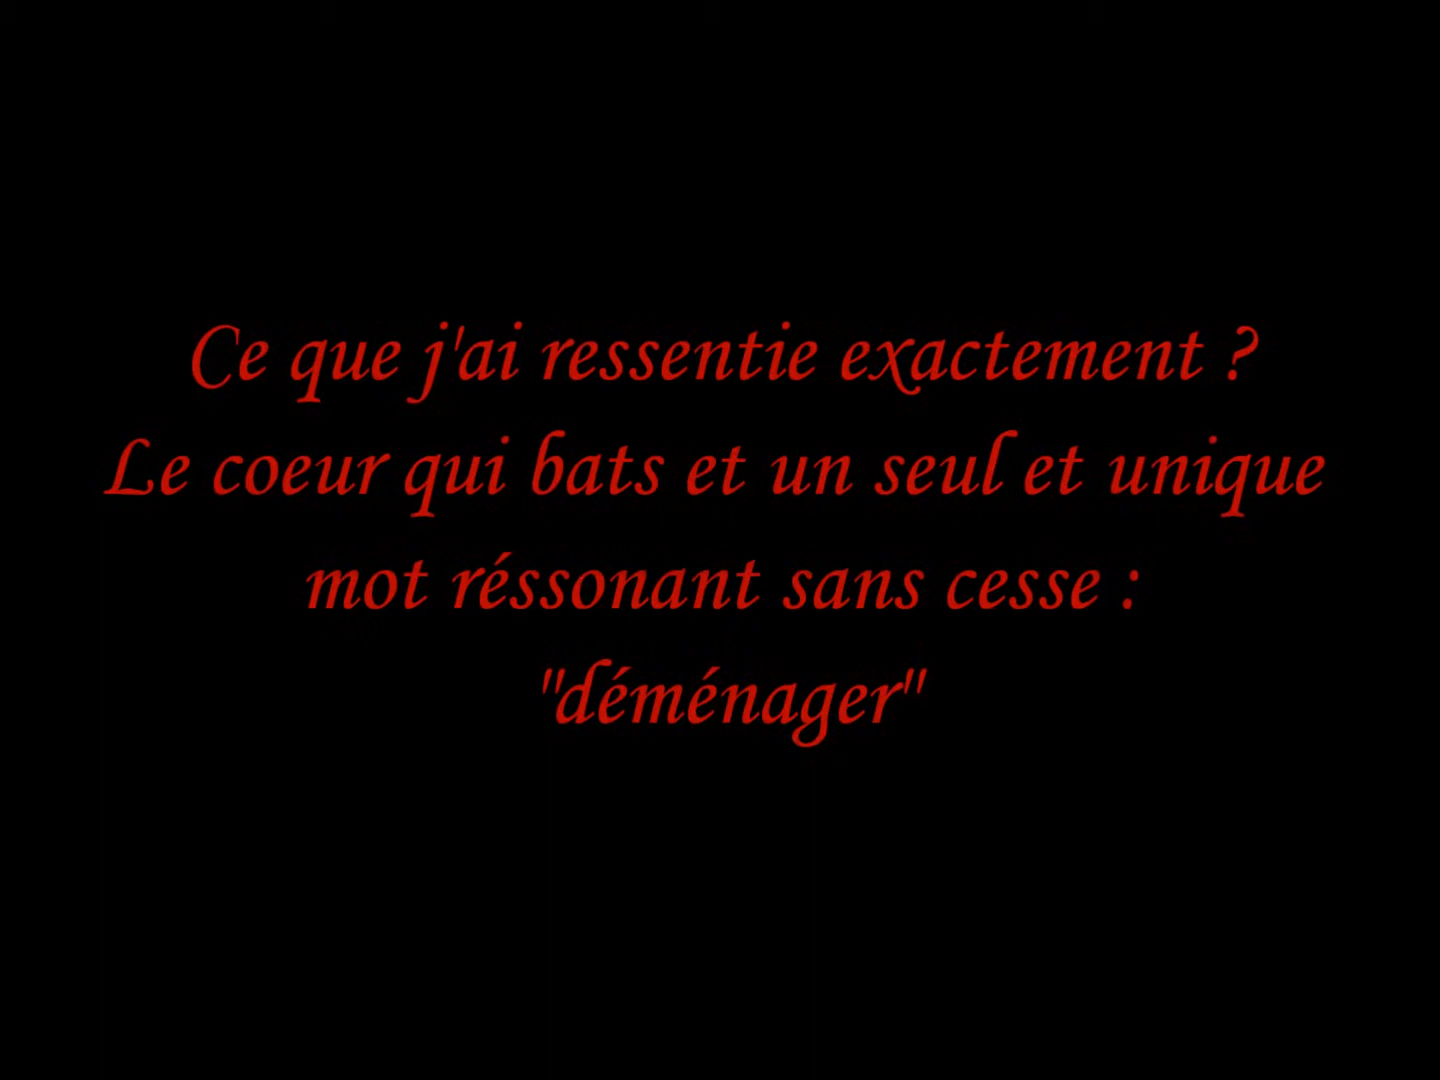 Ce que j'ai ressentie exactement ?
Le coeur qui bats et un seul et unique
mot réssonant sans cesse :
"déménager"